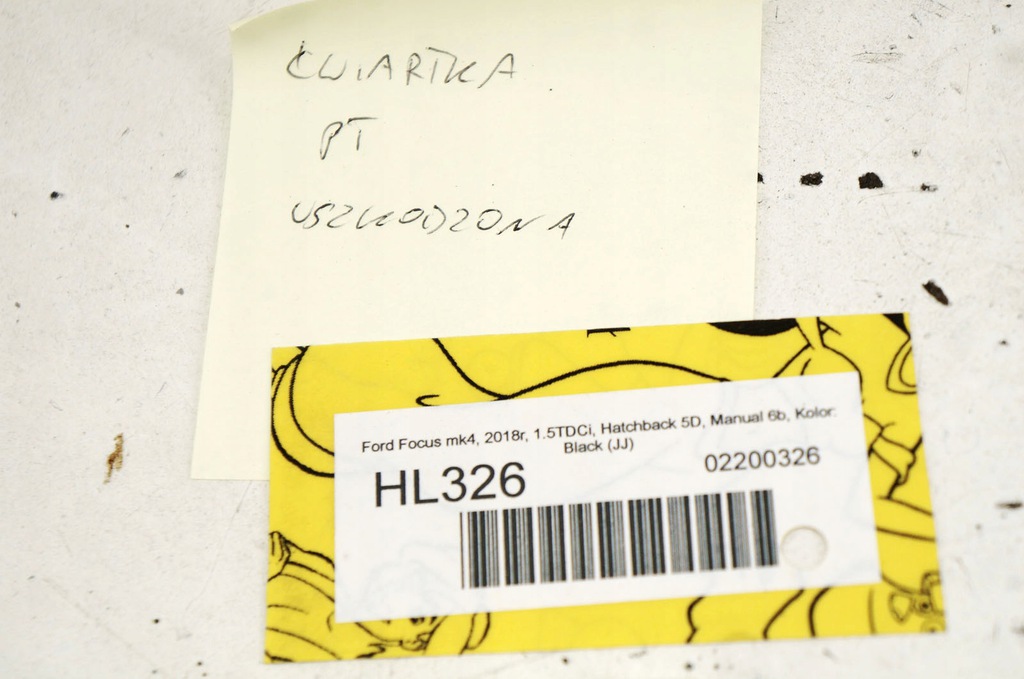 ĆWIARTKA
PT
USZKODZONA
Ford Focus mk4, 2018r, 1.5TDCi, Hatchback 5D, Manual 6b, Kolor:
Black (JJ)
HL326
02200326